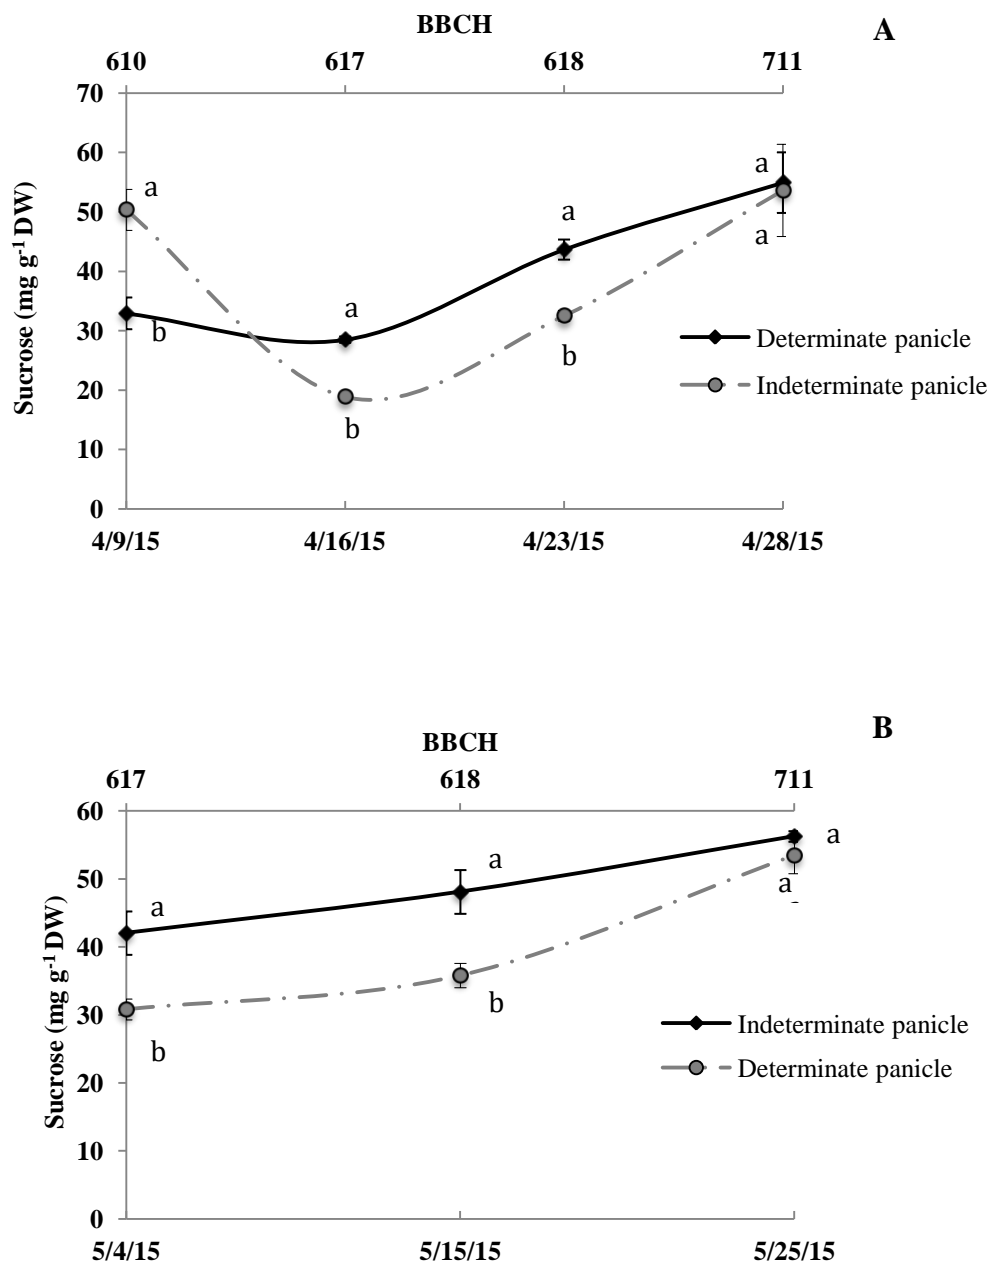 BBCH
A
610 617 618 711
70
60
50
40
30
20
10
0
Sucrose (mg g-1 DW)
a
b
a
b
a
b
a
a
Determinate panicle
Indeterminate panicle
4/9/15 4/16/15 4/23/15 4/28/15
BBCH
B
617 618 711
60
50
40
30
20
10
0
Sucrose (mg g-1 DW)
a
b
a
b
a
a
Indeterminate panicle
Determinate panicle
5/4/15 5/15/15 5/25/15